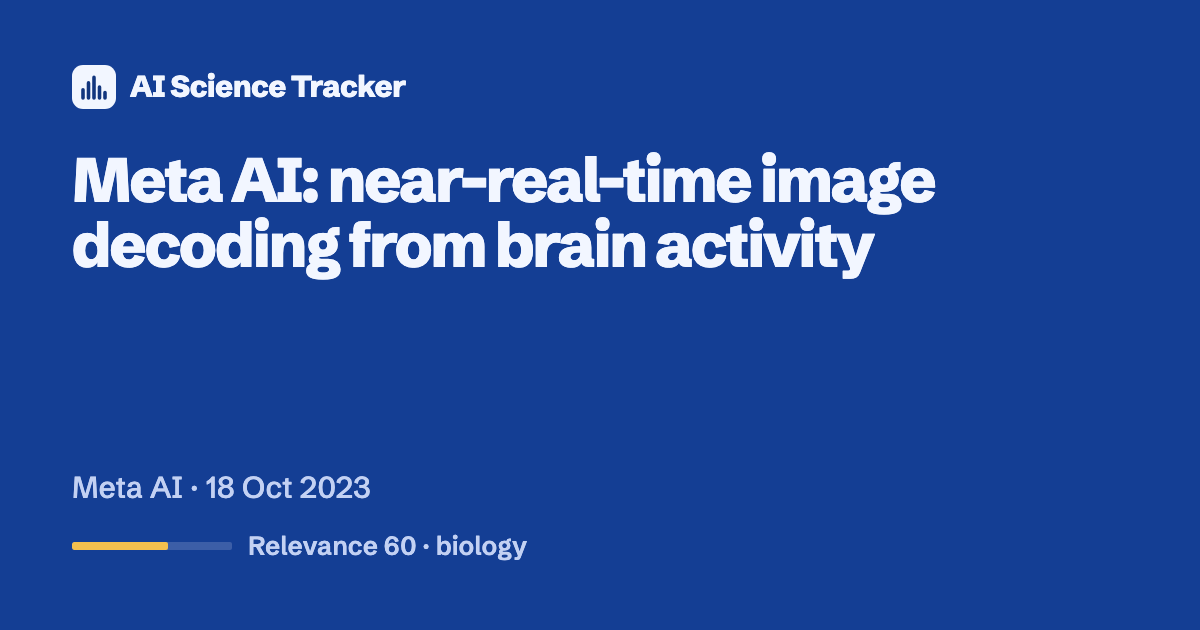 AI Science Tracker
Meta AI: near-real-time image
decoding from brain activity
Meta AI · 18 Oct 2023
Relevance 60 · biology